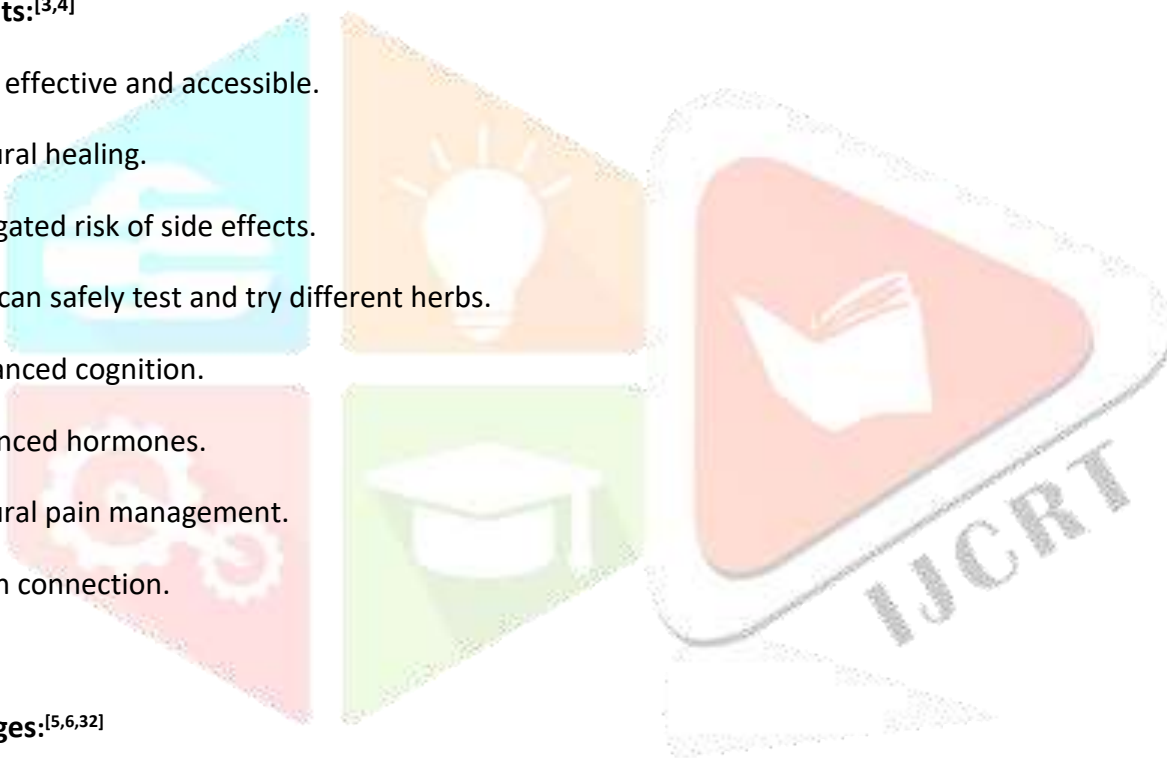 ts:[3,4]
effective and accessible.
ural healing.
gated risk of side effects.
can safely test and try different herbs.
anced cognition.
nced hormones.
ural pain management.
h connection.
ges:[5,6,32]
IJCRT